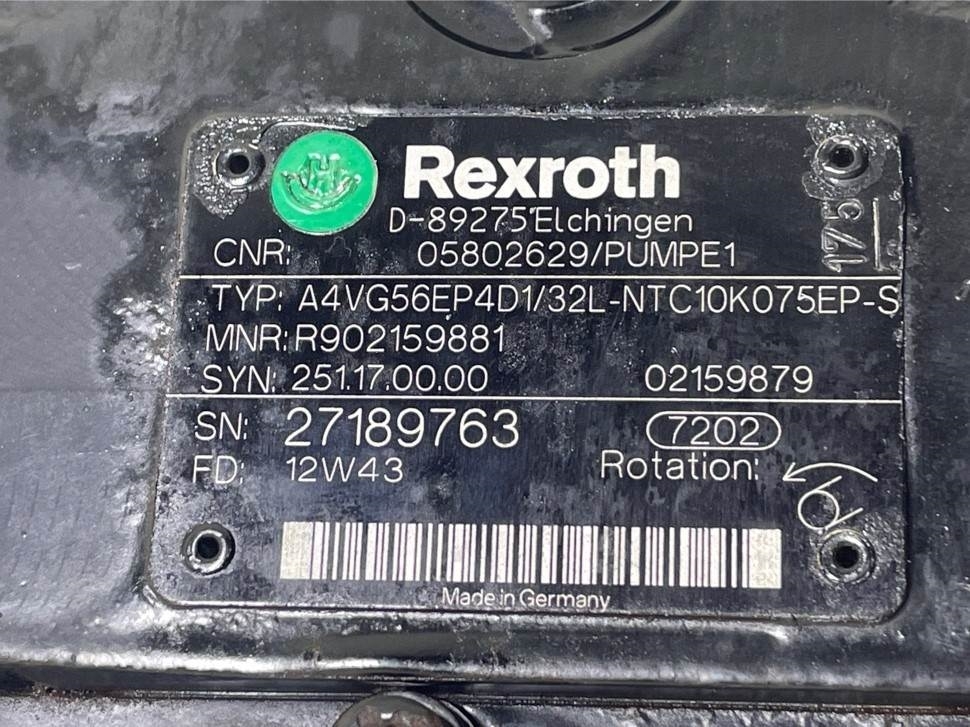 H
Rexroth
D-89275 Elchingen
CNR: 05802629/PUMPE1
175
TYP: A4VG56EP4D1/32L-NTC10K075EP-S
MNR: R902159881
SYN: 251.17.00.00 02159879
SN: 27189763 7202
FD: 12W43 Rotation:
Made in Germany